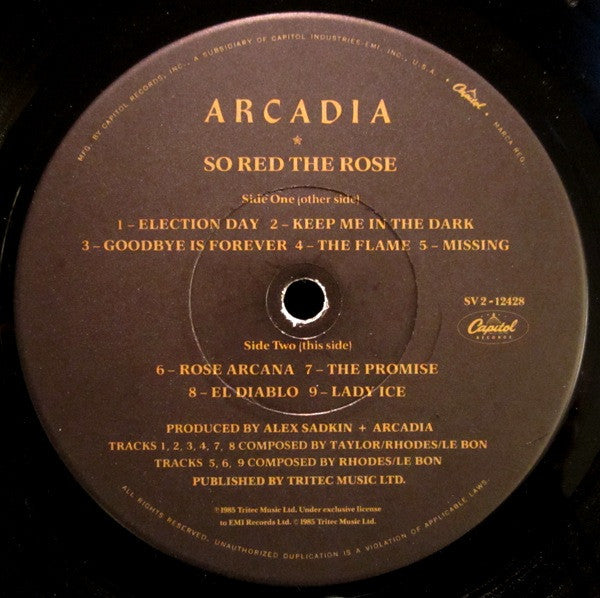 MFG. BY CAPITOL RECORDS, INC., A SUBSIDIARY OF CAPITOL INDUSTRIES-EMI, INC., U.S.A. • Capitol • MARCA REG.
ARCADIA
SO RED THE ROSE
Side One (other side)
1 – ELECTION DAY 2 – KEEP ME IN THE DARK
3 – GOODBYE IS FOREVER 4 – THE FLAME 5 – MISSING
SV 2 - 12428
Capitol
RECORDS
Side Two (this side)
6 – ROSE ARCANA 7 – THE PROMISE
8 – EL DIABLO 9 – LADY ICE
PRODUCED BY ALEX SADKIN + ARCADIA
TRACKS 1, 2, 3, 4, 7, 8 COMPOSED BY TAYLOR/RHODES/LE BON
TRACKS 5, 6, 9 COMPOSED BY RHODES/LE BON
PUBLISHED BY TRITEC MUSIC LTD.
℗ 1985 Tritec Music Ltd. Under exclusive license
to EMI Records Ltd. © 1985 Tritec Music Ltd.
ALL RIGHTS RESERVED. UNAUTHORIZED DUPLICATION IS A VIOLATION OF APPLICABLE LAWS.